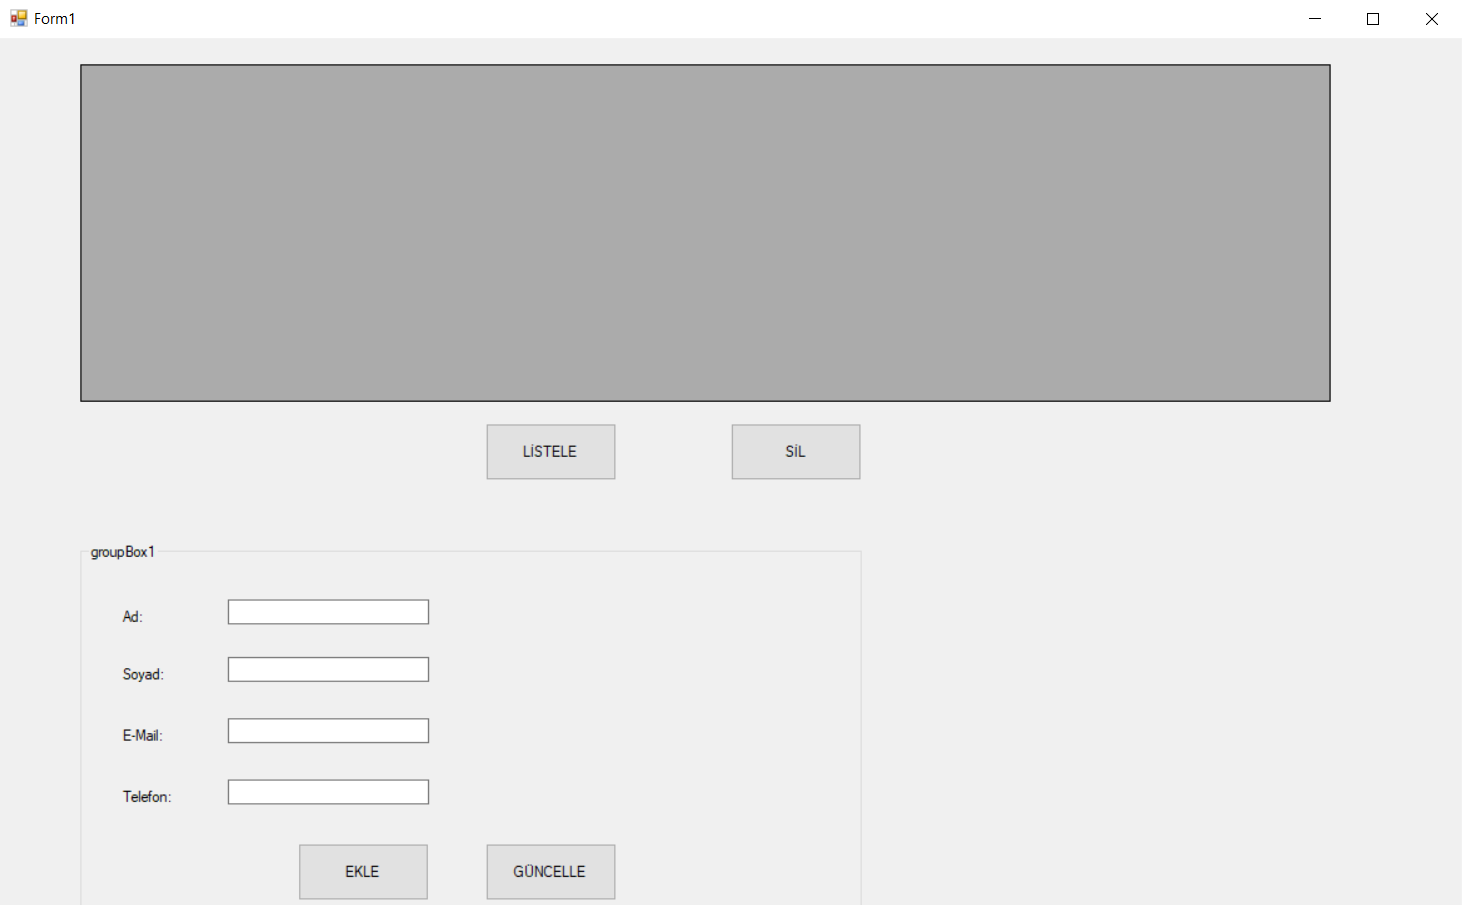 Form1
LİSTELE
SİL
groupBox1
Ad:
Soyad:
E-Mail:
Telefon:
EKLE
GÜNCELLE